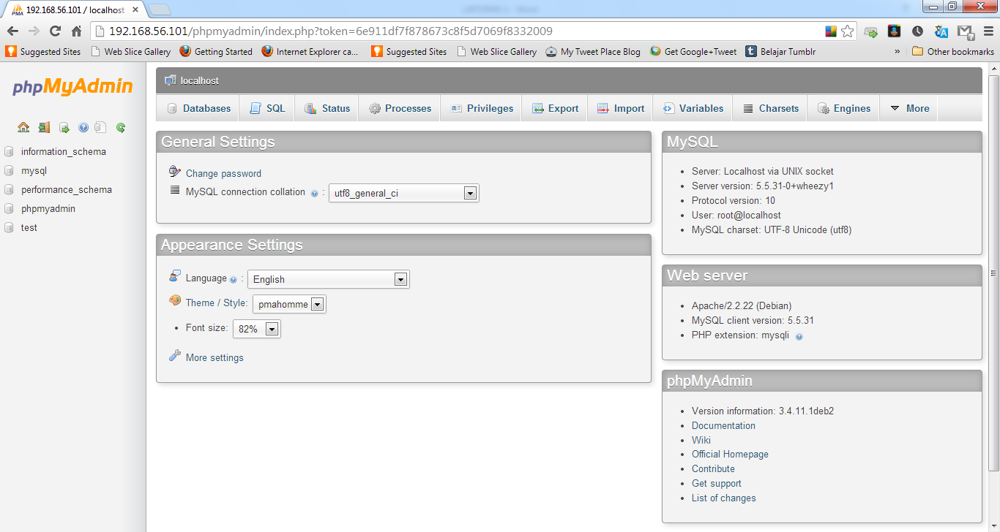 192.168.56.101 / localhost
192.168.56.101/phpmyadmin/index.php?token=6e911df7f878673c8f5d7069f8332009
Suggested Sites Web Slice Gallery Getting Started Internet Explorer ca... Suggested Sites Web Slice Gallery My Tweet Place Blog Get Google+Tweet Belajar Tumblr » Other bookmarks
phpMyAdmin
information_schema
mysql
performance_schema
phpmyadmin
test
localhost
Databases SQL Status Processes Privileges Export Import Variables Charsets Engines More
General Settings
Change password
MySQL connection collation : utf8_general_ci
Appearance Settings
Language : English
Theme / Style: pmahomme
• Font size: 82%
More settings
MySQL
• Server: Localhost via UNIX socket
• Server version: 5.5.31-0+wheezy1
• Protocol version: 10
• User: root@localhost
• MySQL charset: UTF-8 Unicode (utf8)
Web server
• Apache/2.2.22 (Debian)
• MySQL client version: 5.5.31
• PHP extension: mysqli
phpMyAdmin
• Version information: 3.4.11.1deb2
• Documentation
• Wiki
• Official Homepage
• Contribute
• Get support
• List of changes